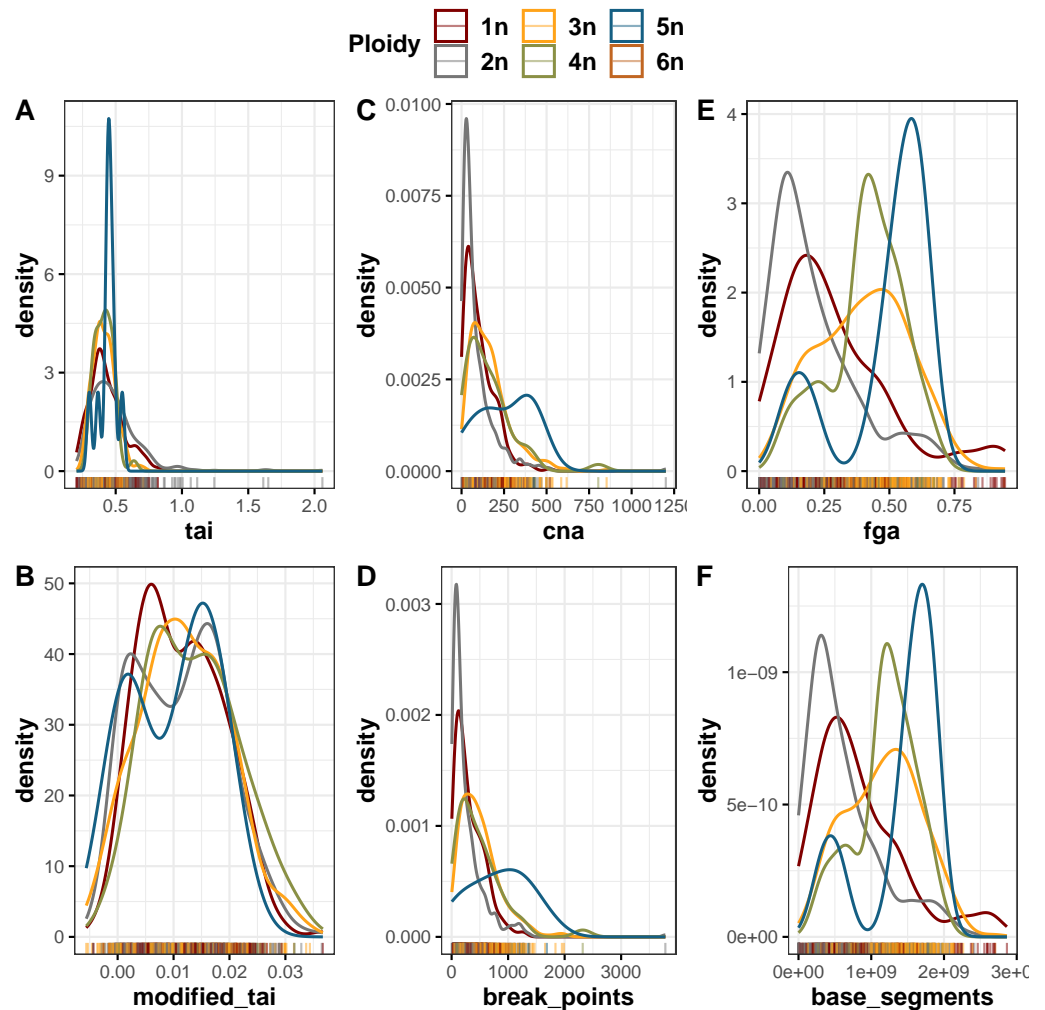 Ploidy 1n 3n 5n
2n 4n 6n
A
density
9
6
3
0
0.5 1.0 1.5 2.0
tai
C
density
0.0100
0.0075
0.0050
0.0025
0.0000
0 250 500 750 1000 1250
cna
E
density
4
3
2
1
0
0.00 0.25 0.50 0.75
fga
B
density
50
40
30
20
10
0
0.00 0.01 0.02 0.03
modified_tai
D
density
0.003
0.002
0.001
0.000
0 1000 2000 3000
break_points
F
density
1e−09
5e−10
0e+00
0e+00 1e+09 2e+09 3e+0
base_segments